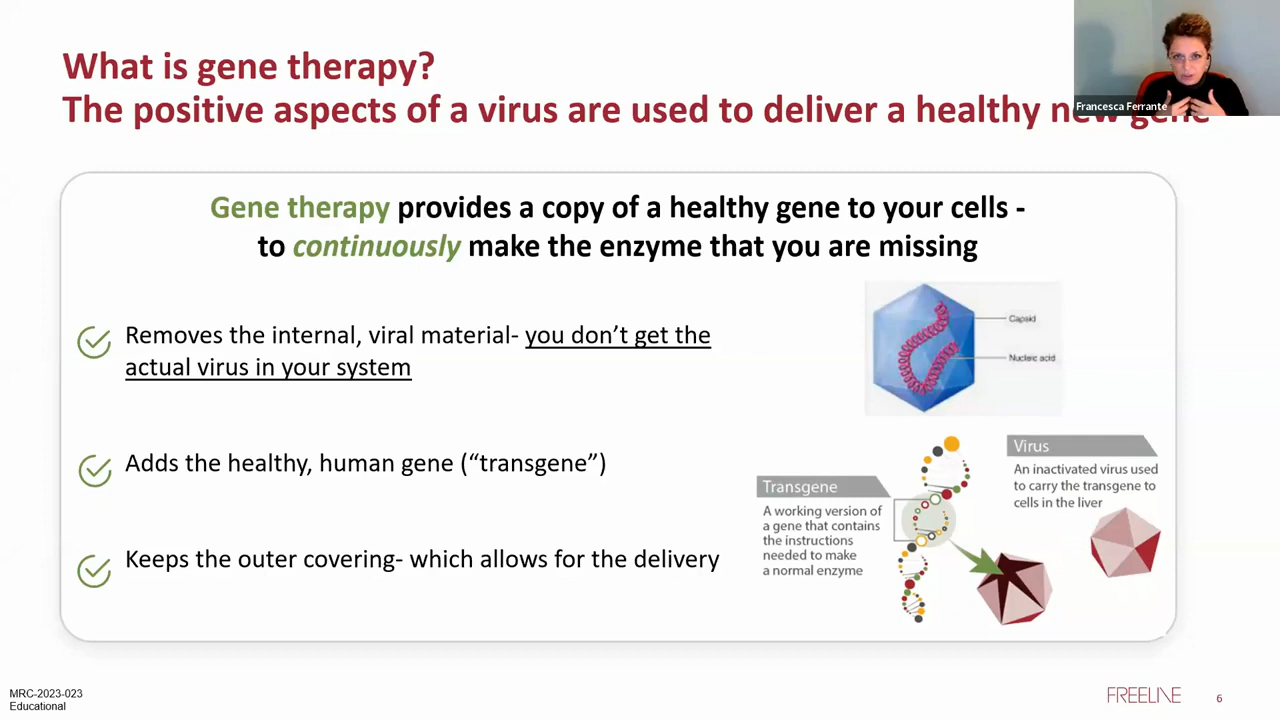 What is gene therapy?
The positive aspects of a virus are used to deliver a healthy new gene
Francesca Ferrante
Gene therapy provides a copy of a healthy gene to your cells -
to continuously make the enzyme that you are missing
Removes the internal, viral material- you don’t get the
actual virus in your system
Adds the healthy, human gene (“transgene”)
Keeps the outer covering- which allows for the delivery
Capsid
Nucleic acid
Transgene
A working version of
a gene that contains
the instructions
needed to make
a normal enzyme
Virus
An inactivated virus used
to carry the transgene to
cells in the liver
MRC-2023-023
Educational
FREELINE
6